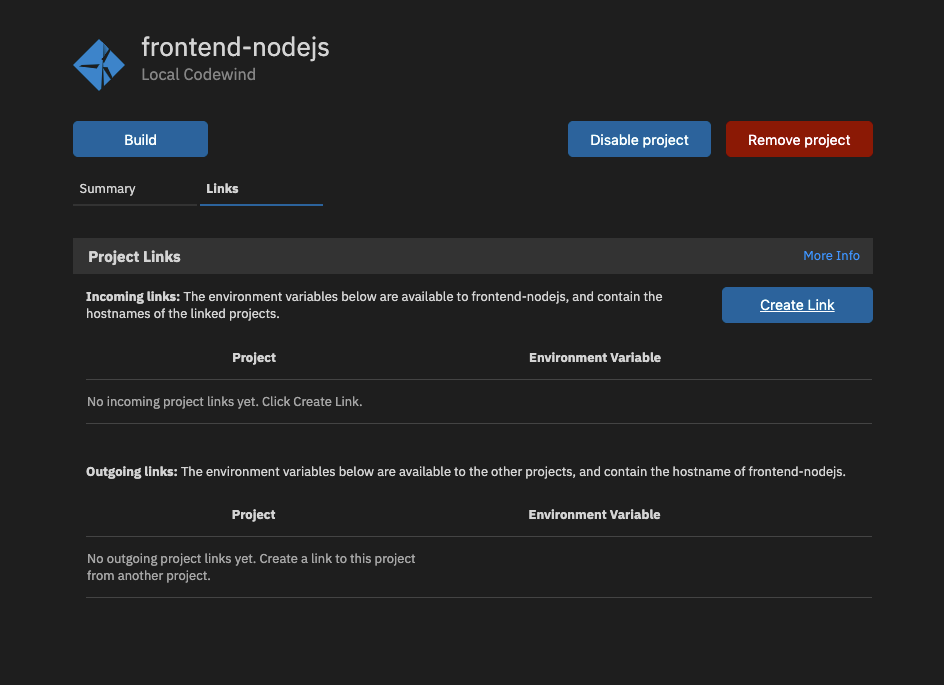 frontend-nodejs
Local Codewind
Build
Disable project
Remove project
Summary
Links
Project Links
More Info
Incoming links: The environment variables below are available to frontend-nodejs, and contain the
hostnames of the linked projects.
Create Link
Project
Environment Variable
No incoming project links yet. Click Create Link.
Outgoing links: The environment variables below are available to the other projects, and contain the hostname of frontend-nodejs.
Project
Environment Variable
No outgoing project links yet. Create a link to this project
from another project.